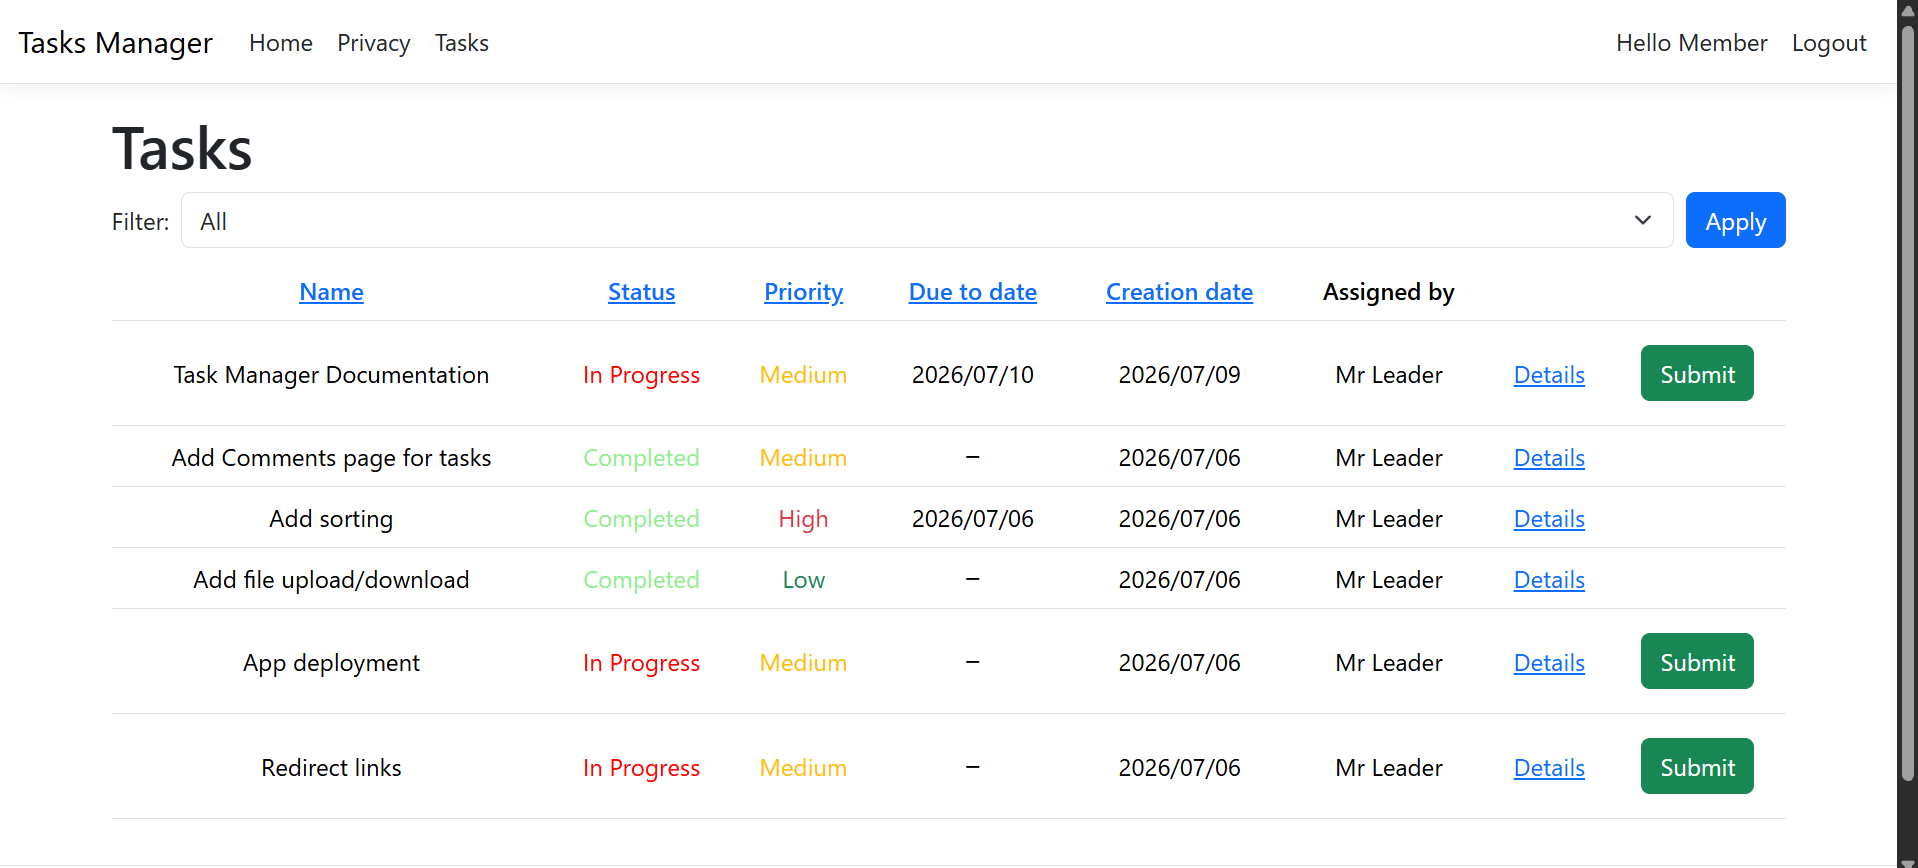 Tasks Manager Home Privacy Tasks Hello Member Logout
Tasks
Filter: All Apply
Name Status Priority Due to date Creation date Assigned by
Task Manager Documentation In Progress Medium 2026/07/10 2026/07/09 Mr Leader Details Submit
Add Comments page for tasks Completed Medium – 2026/07/06 Mr Leader Details
Add sorting Completed High 2026/07/06 2026/07/06 Mr Leader Details
Add file upload/download Completed Low – 2026/07/06 Mr Leader Details
App deployment In Progress Medium – 2026/07/06 Mr Leader Details Submit
Redirect links In Progress Medium – 2026/07/06 Mr Leader Details Submit